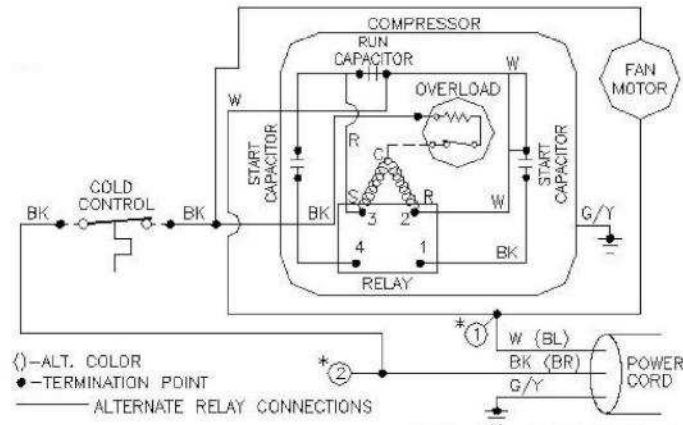 COMPRESSOR
RUN
CAPACITOR
W
W
OVERLOAD
FAN
MOTOR
START
CAPACITOR
R
C
START
CAPACITOR
COLD
CONTROL
BK
BK
BK
S
R
3
2
W
G/Y
4
1
BK
RELAY
* 1
W (BL)
* 2
BK (BR)
POWER
CORD
G/Y
()-ALT. COLOR
●-TERMINATION POINT
ALTERNATE RELAY CONNECTIONS